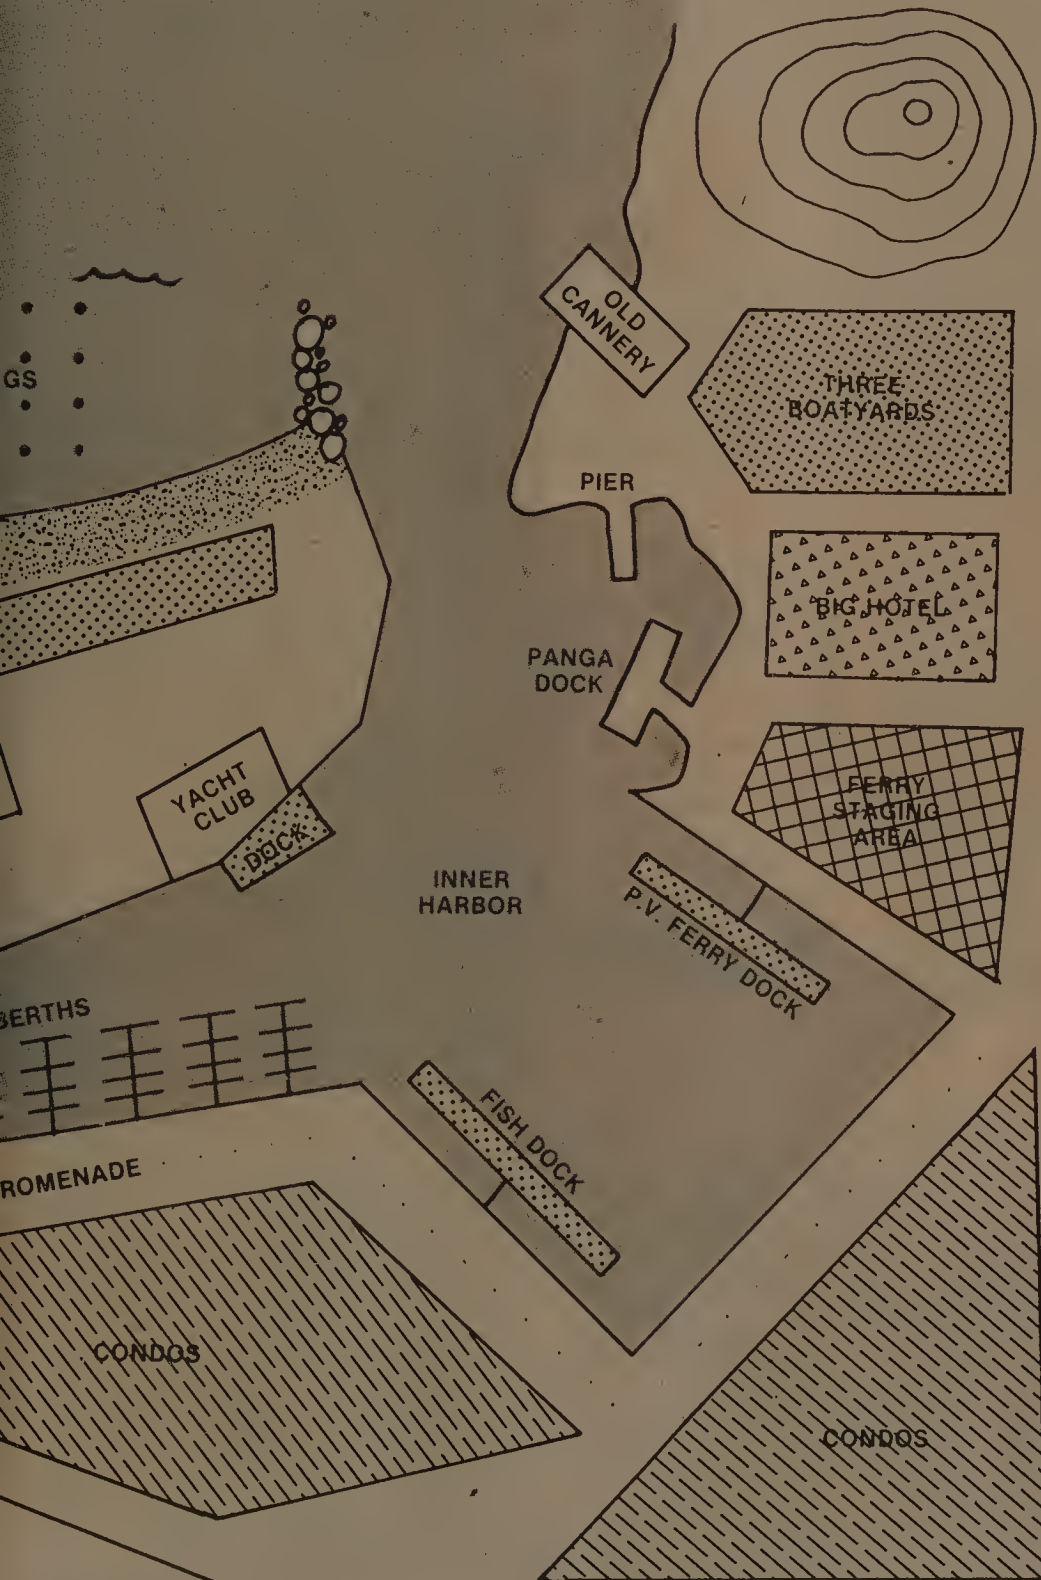 OLD
CANNERY
GS
THREE
BOATYARDS
PIER
BIG HOTEL
PANGA
DOCK
YACHT
CLUB
DOCK
FERRY
STAGING
AREA
INNER
HARBOR
P.V. FERRY DOCK
BERTHS
FISH DOCK
ROMENADE
CONDOS
CONDOS